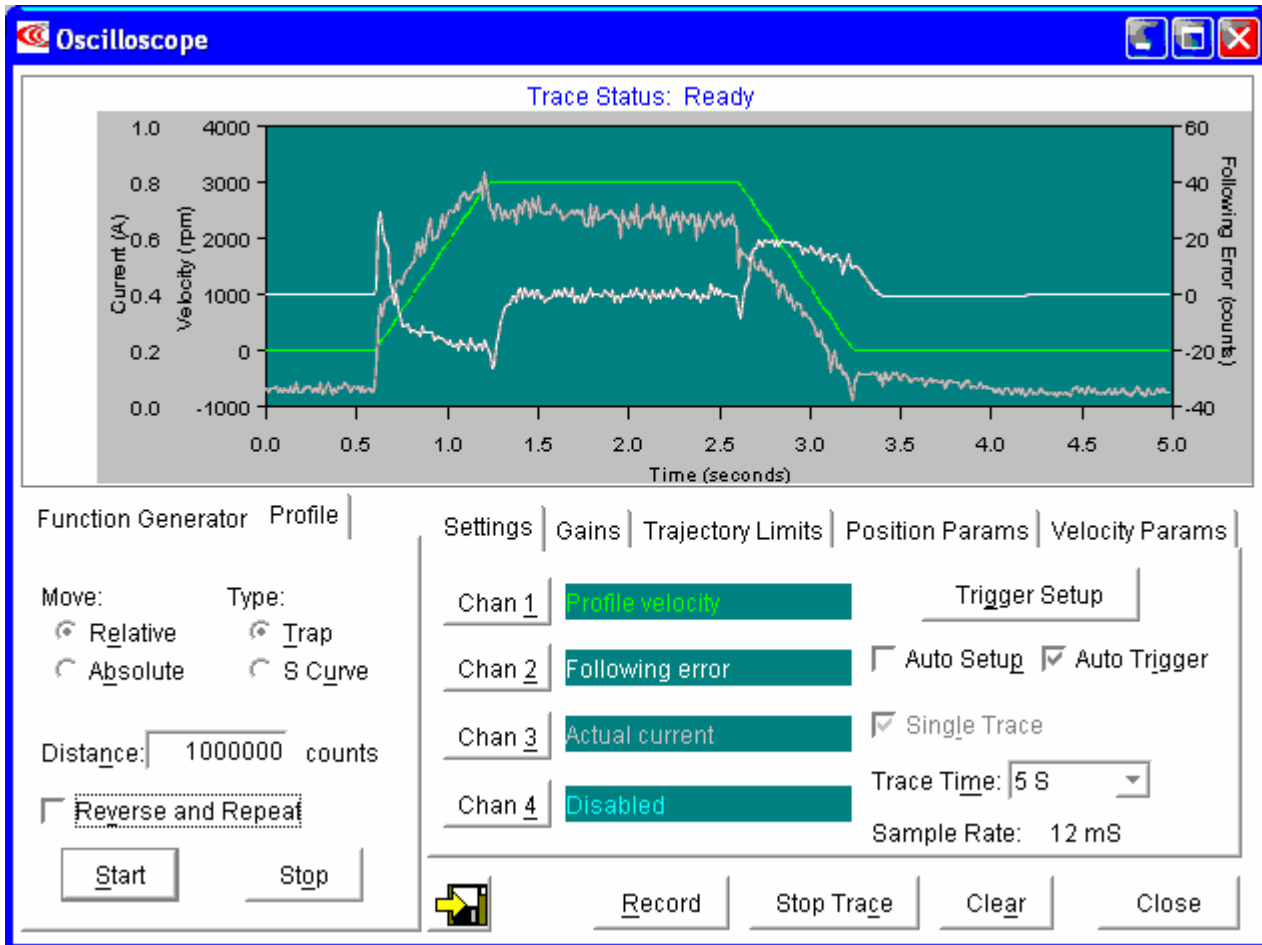 Oscilloscope
Trace Status: Ready
1.0 4000 60
0.8 3000 40
0.6 2000 20
0.4 1000 0
0.2 0 -20
0.0 -1000 -40
Current (A)
Velocity (rpm)
Following Error (counts)
0.0 0.5 1.0 1.5 2.0 2.5 3.0 3.5 4.0 4.5 5.0
Time (seconds)
Function Generator Profile
Settings Gains Trajectory Limits Position Params Velocity Params
Move: Type:
Relative Trap
Absolute S Curve
Distance: 1000000 counts
Reverse and Repeat
Start Stop
Chan 1 Profile velocity Trigger Setup
Chan 2 Following error Auto Setup Auto Trigger
Chan 3 Actual current Single Trace
Trace Time: 5 S
Chan 4 Disabled
Sample Rate: 12 mS
Record Stop Trace Clear Close